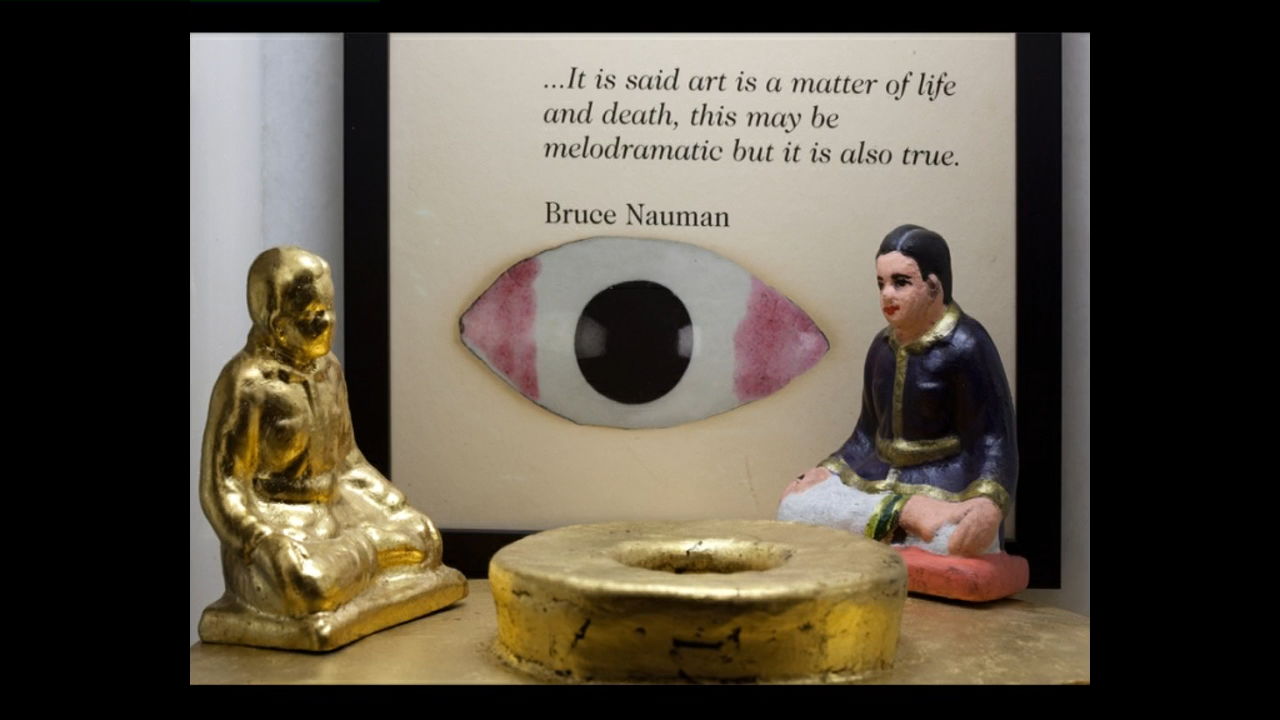 ...It is said art is a matter of life
and death, this may be
melodramatic but it is also true.
Bruce Nauman